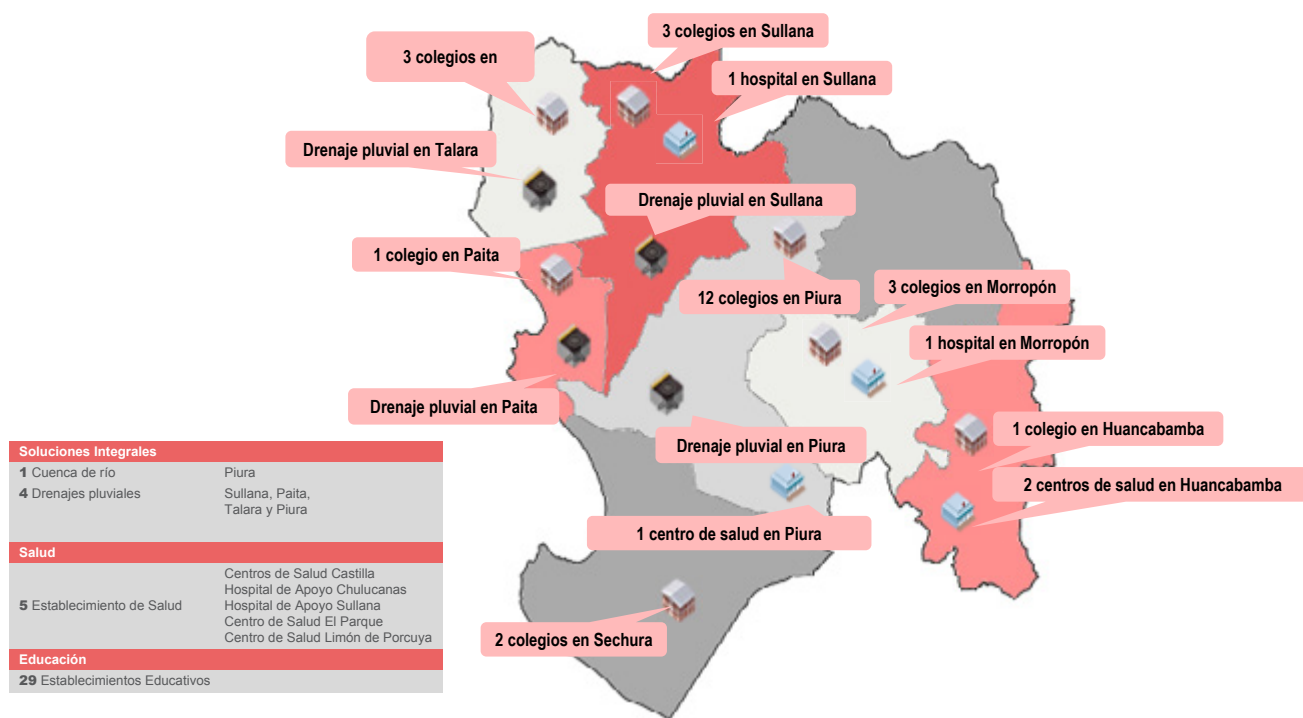 3 colegios en Sullana
3 colegios en
1 hospital en Sullana
Drenaje pluvial en Talara
Drenaje pluvial en Sullana
1 colegio en Paita
12 colegios en Piura
3 colegios en Morropón
1 hospital en Morropón
Drenaje pluvial en Paita
Drenaje pluvial en Piura
1 colegio en Huancabamba
2 centros de salud en Huancabamba
1 centro de salud en Piura
2 colegios en Sechura
Soluciones Integrales
1 Cuenca de río Piura
4 Drenajes pluviales Sullana, Paita,
Talara y Piura
Salud
5 Establecimiento de Salud
Centros de Salud Castilla
Hospital de Apoyo Chulucanas
Hospital de Apoyo Sullana
Centro de Salud El Parque
Centro de Salud Limón de Porcuya
Educación
29 Establecimientos Educativos